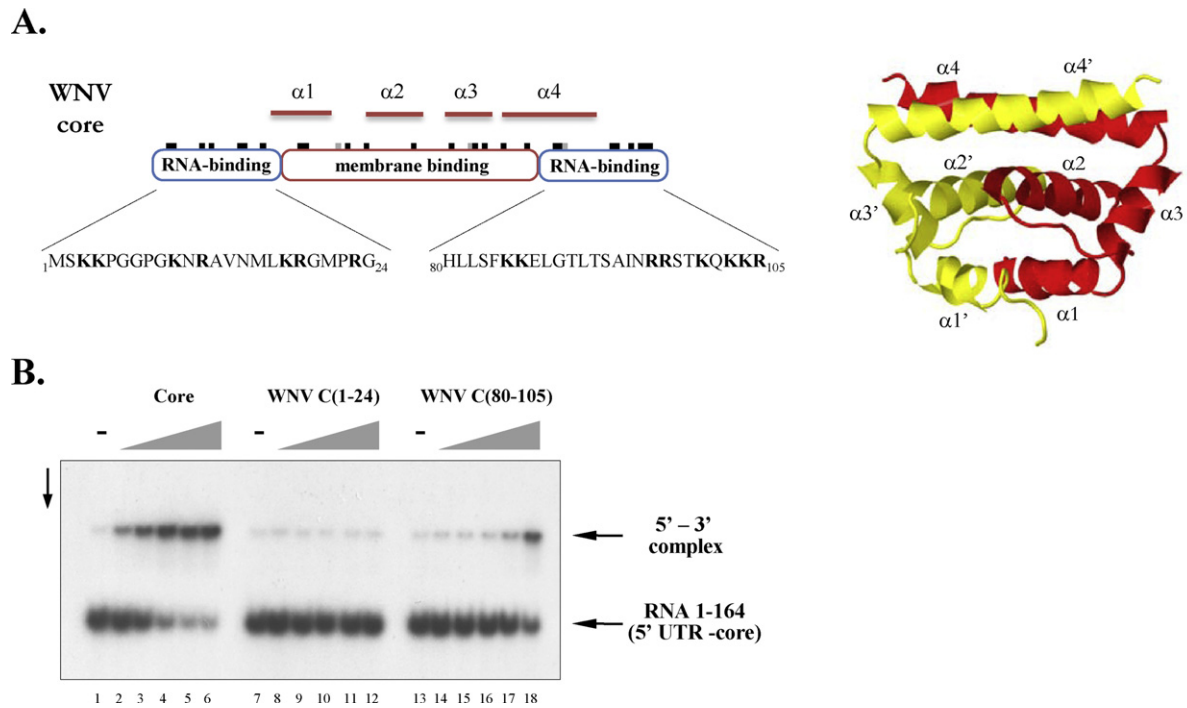 A.
WNV
core
α1 α2 α3 α4
RNA-binding membrane binding RNA-binding
1MSKKPGGPGKNRAVNMLKRGMPRG24 80HLLSFKKELGTLTSAINRRSTKQKKR105
α4 α4’
α2’ α2
α3’ α3
α1’ α1
B.
Core WNV C(1-24) WNV C(80-105)
- - -
5’ – 3’
complex
RNA 1-164
(5’ UTR -core)
1 2 3 4 5 6 7 8 9 10 11 12 13 14 15 16 17 18